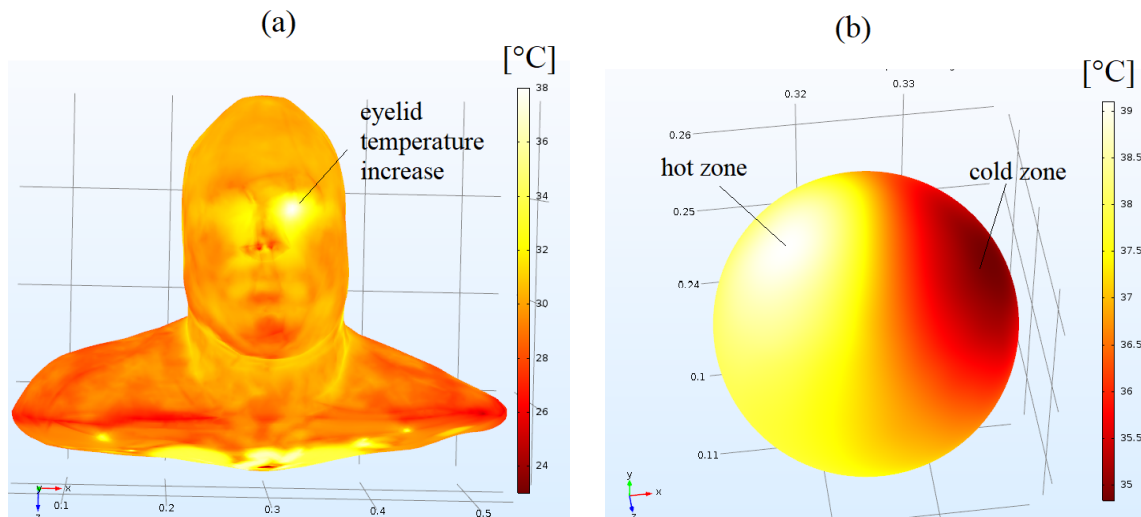 (a)
(b)
[°C]
[°C]
eyelid
temperature
increase
38
36
34
32
30
28
26
24
0.1
0.2
0.3
0.4
0.5
y
x
z
0.32
0.33
0.26
0.25
0.24
0.1
0.11
hot zone
cold zone
39
38.5
38
37.5
37
36.5
36
35.5
35
y
x
z